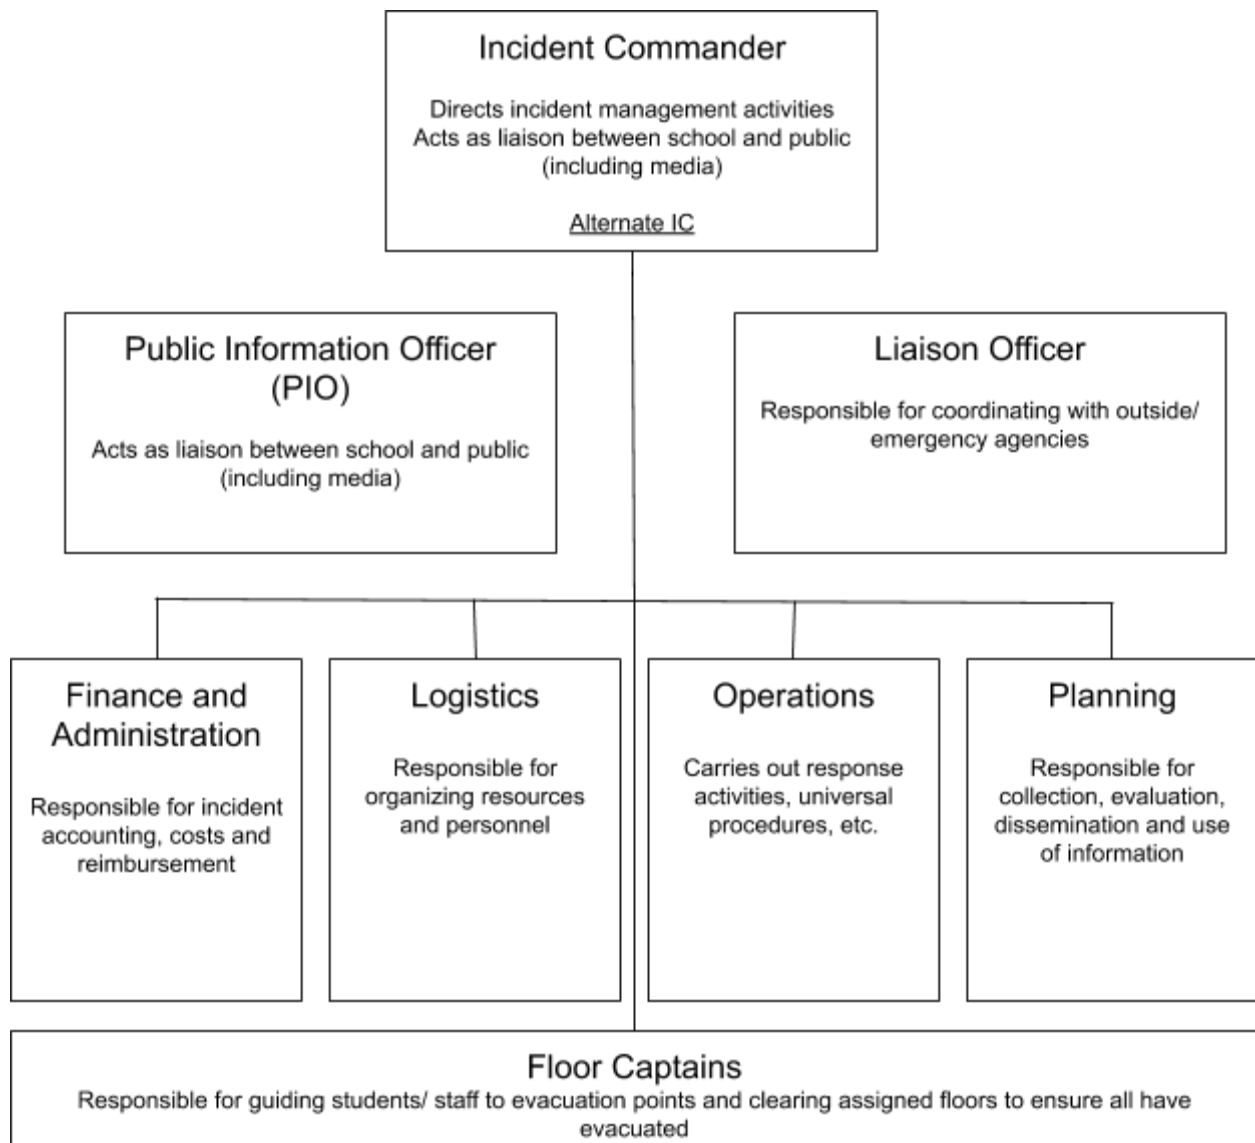 Incident Commander
Directs incident management activities
Acts as liaison between school and public
(including media)
Alternate IC
Public Information Officer
(PIO)
Acts as liaison between school and public
(including media)
Liaison Officer
Responsible for coordinating with outside/
emergency agencies
Finance and
Administration
Responsible for incident
accounting, costs and
reimbursement
Logistics
Responsible for
organizing resources
and personnel
Operations
Carries out response
activities, universal
procedures, etc.
Planning
Responsible for
collection, evaluation,
dissemination and use
of information
Floor Captains
Responsible for guiding students/ staff to evacuation points and clearing assigned floors to ensure all have
evacuated